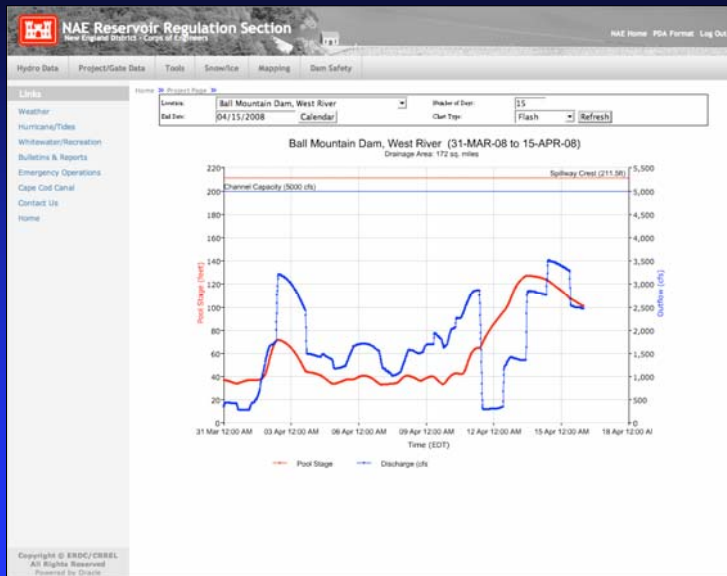 NAE Reservoir Regulation Section
New England District - Corps of Engineers
NAE Home PDA Format Log Out
Hydro Data Project/Gate Data Tools Snow/Ice Mapping Dam Safety
Links
Weather
Hurricane/Tides
Whitewater/Recreation
Bulletins & Reports
Emergency Operations
Cape Cod Canal
Contact Us
Home
Home » Project Page »
Location: Ball Mountain Dam, West River Number of Days: 15
End Date: 04/15/2008 Calendar Chart Type: Flash Refresh
Ball Mountain Dam, West River (31-MAR-08 to 15-APR-08)
Drainage Area: 172 sq. miles
Spillway Crest (211.5ft)
Channel Capacity (5000 cfs)
Pool Stage (feet)
220
200
180
160
140
120
100
80
60
40
20
0
5,500
5,000
4,500
4,000
3,500
3,000
2,500
2,000
1,500
1,000
500
0
Outflow (cfs)
31 Mar 12:00 AM 03 Apr 12:00 AM 06 Apr 12:00 AM 09 Apr 12:00 AM 12 Apr 12:00 AM 15 Apr 12:00 AM 18 Apr 12:00 AI
Time (EDT)
Pool Stage Discharge (cfs
Copyright © ERDC/CRREL
All Rights Reserved
Powered by Oracle